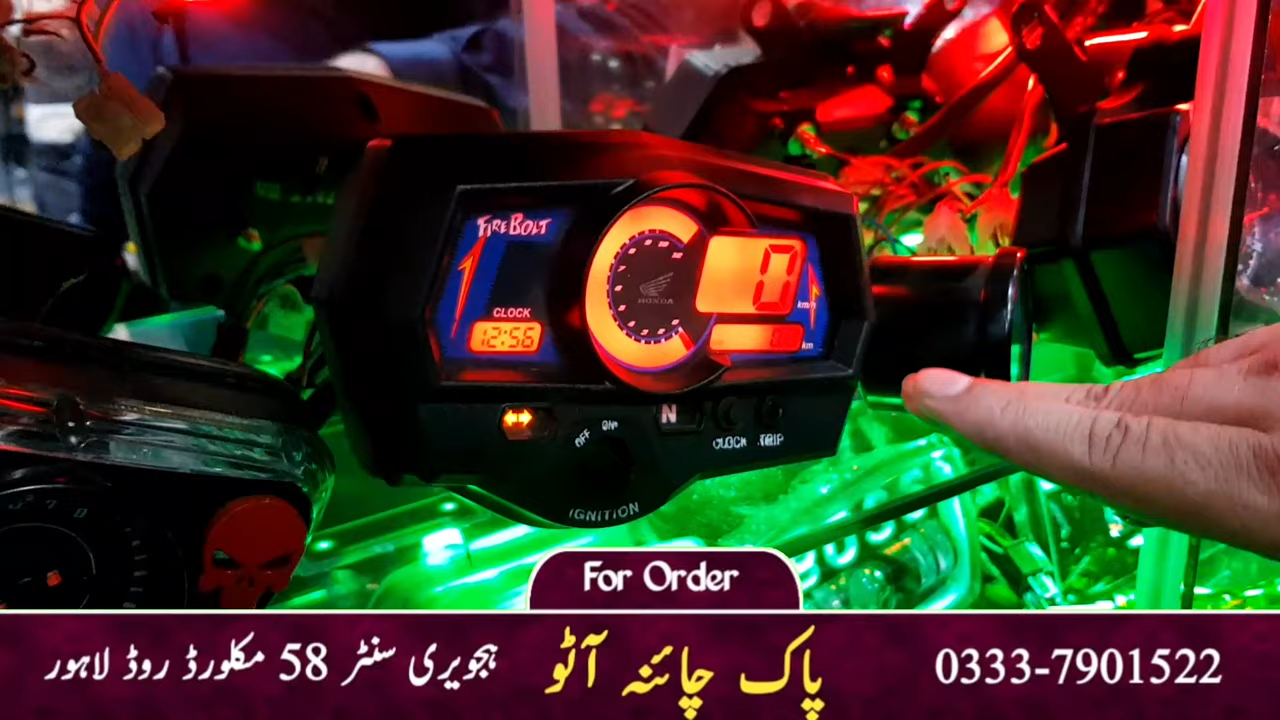 FIRE BOLT
CLOCK
12:56
HONDA
0
km/h
km
OFF
ON
N
CLOCK
TRIP
IGNITION
For Order
ہجویری سنٹر 58 مکلورڈ روڈ لاہور
پاک چائنہ آٹو
0333-7901522